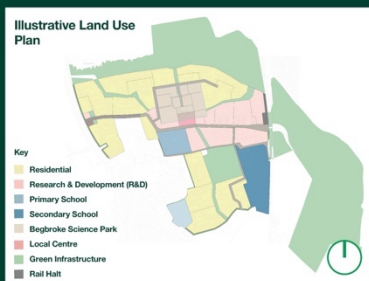 Illustrative Land Use
Plan
Key
Residential
Research & Development (R&D)
Primary School
Secondary School
Begbroke Science Park
Local Centre
Green Infrastructure
Rail Halt